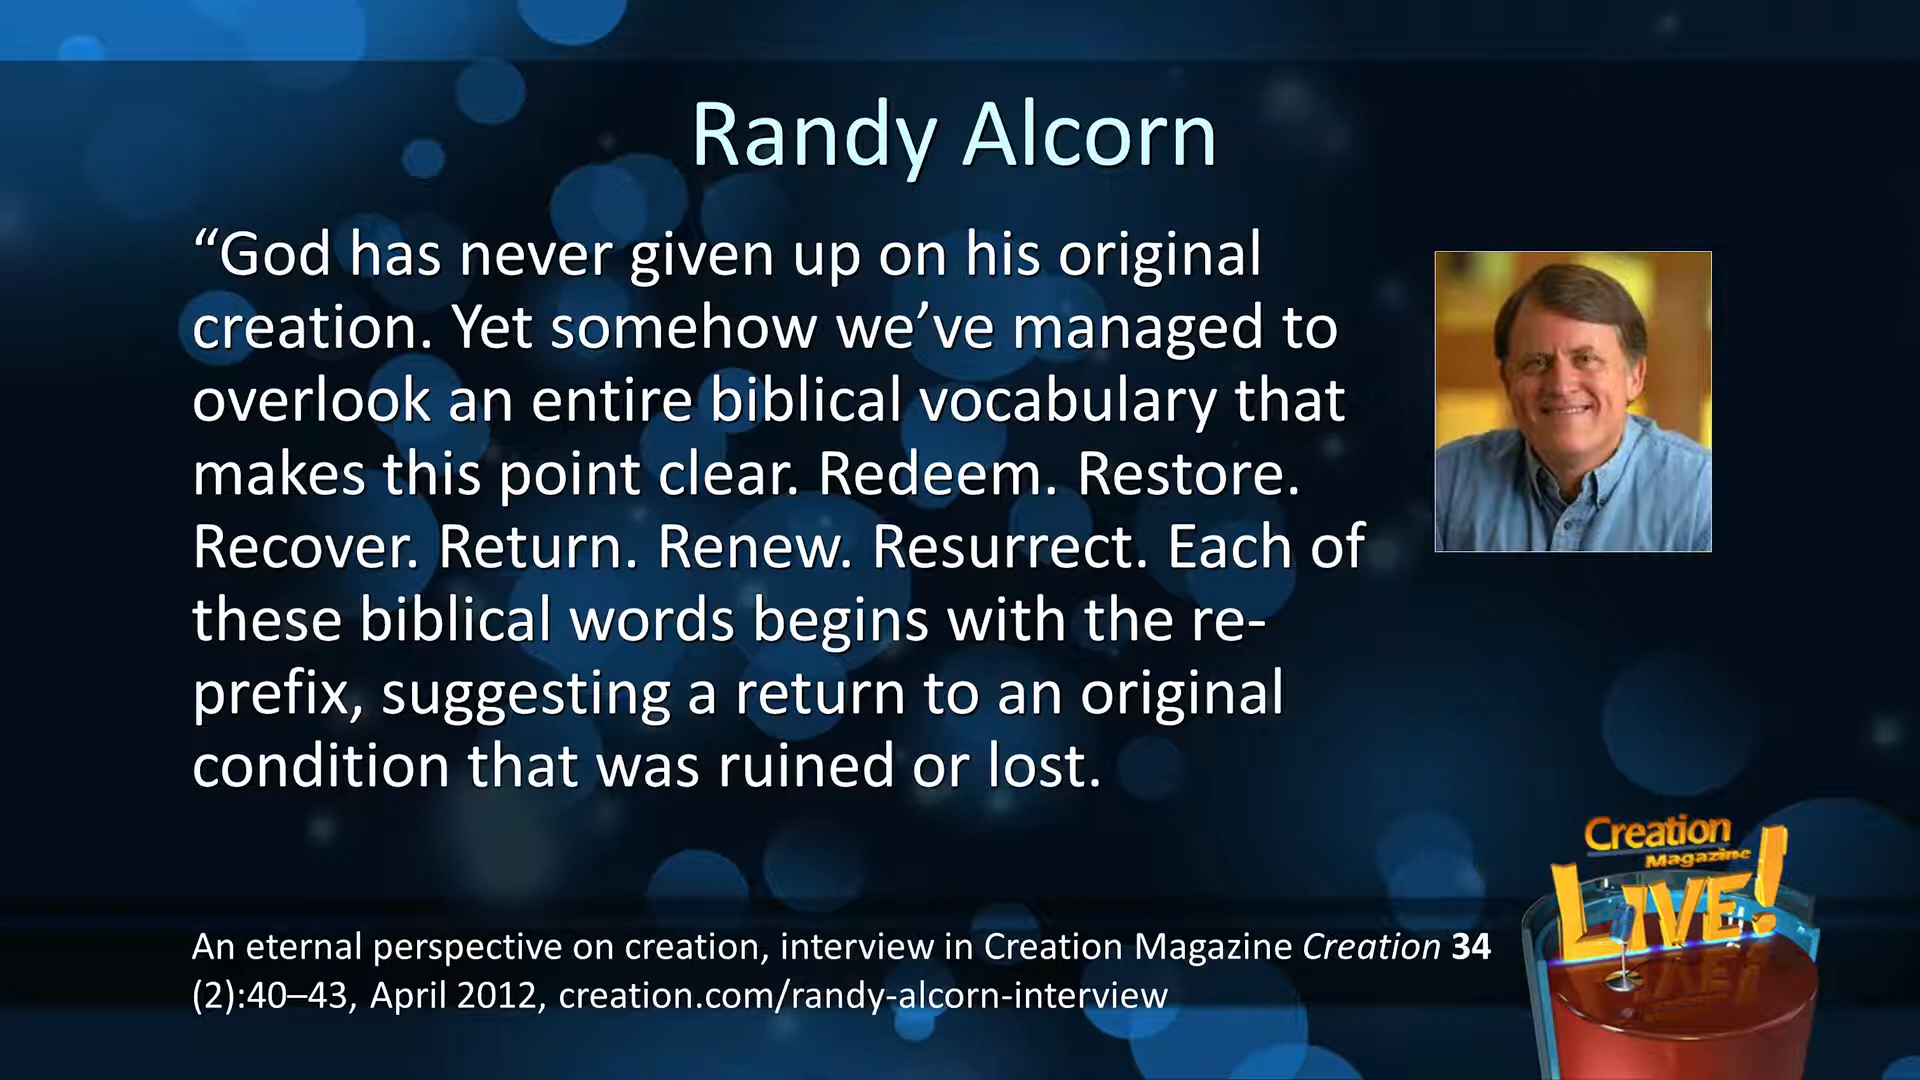 Randy Alcorn
“God has never given up on his original
creation. Yet somehow we’ve managed to
overlook an entire biblical vocabulary that
makes this point clear. Redeem. Restore.
Recover. Return. Renew. Resurrect. Each of
these biblical words begins with the re-
prefix, suggesting a return to an original
condition that was ruined or lost.
Creation
Magazine
LIVE!
An eternal perspective on creation, interview in Creation Magazine Creation 34
(2):40–43, April 2012, creation.com/randy-alcorn-interview